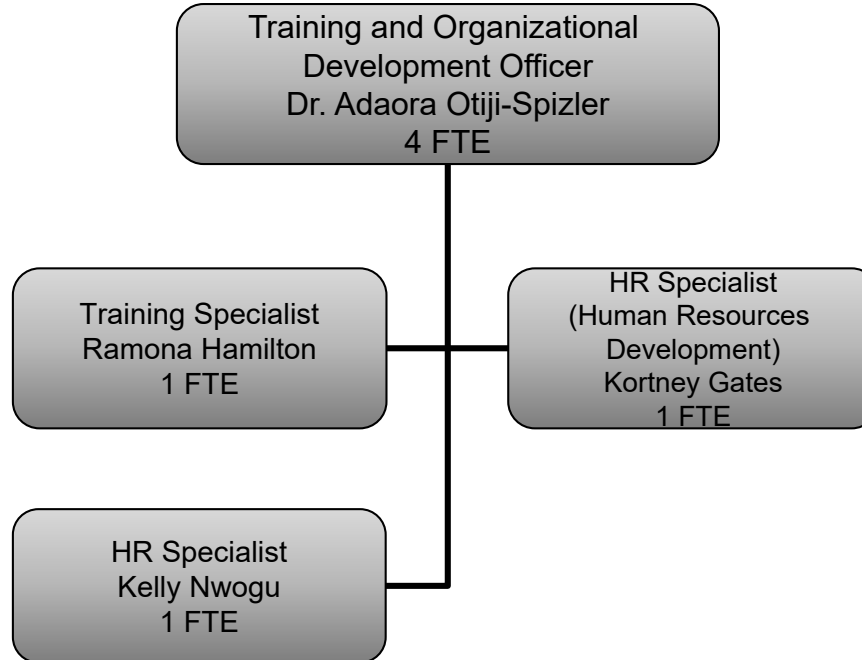 Training and Organizational
Development Officer
Dr. Adaora Otiji-Spizler
4 FTE
Training Specialist
Ramona Hamilton
1 FTE
HR Specialist
(Human Resources
Development)
Kortney Gates
1 FTE
HR Specialist
Kelly Nwogu
1 FTE